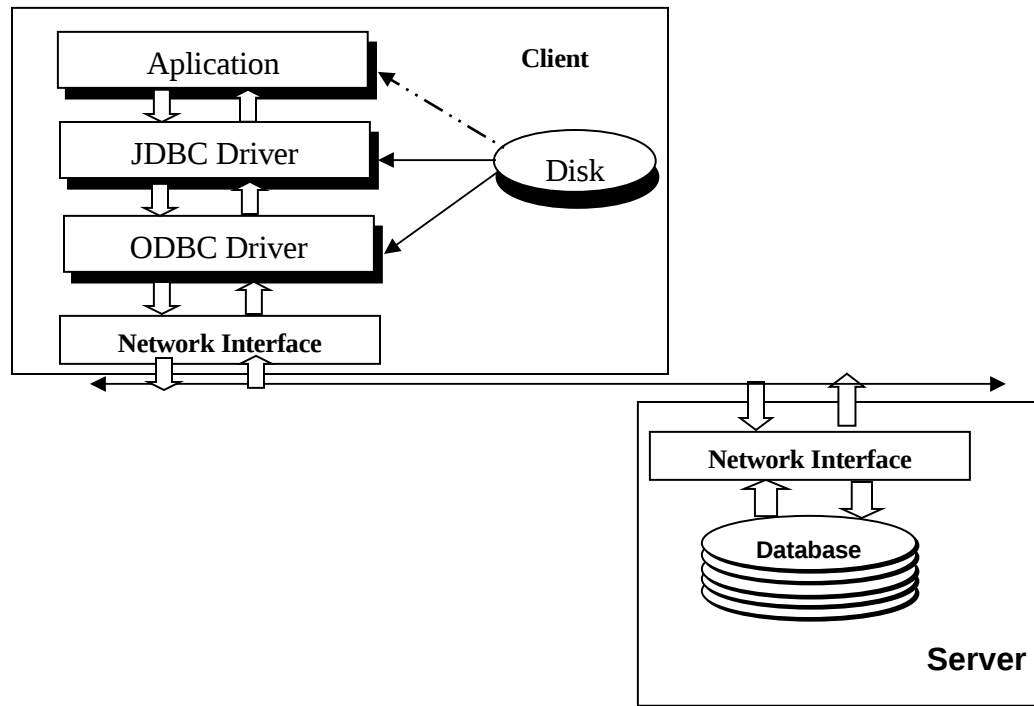 Aplication
Client
JDBC Driver
Disk
ODBC Driver
Network Interface
Network Interface
Database
Server